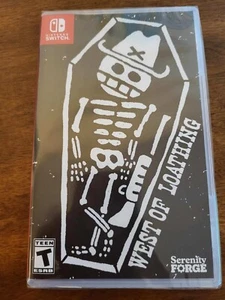 NINTENDO
SWITCH
WEST OF LOATHING
TEEN
T
ESRB
Serenity
FORGE